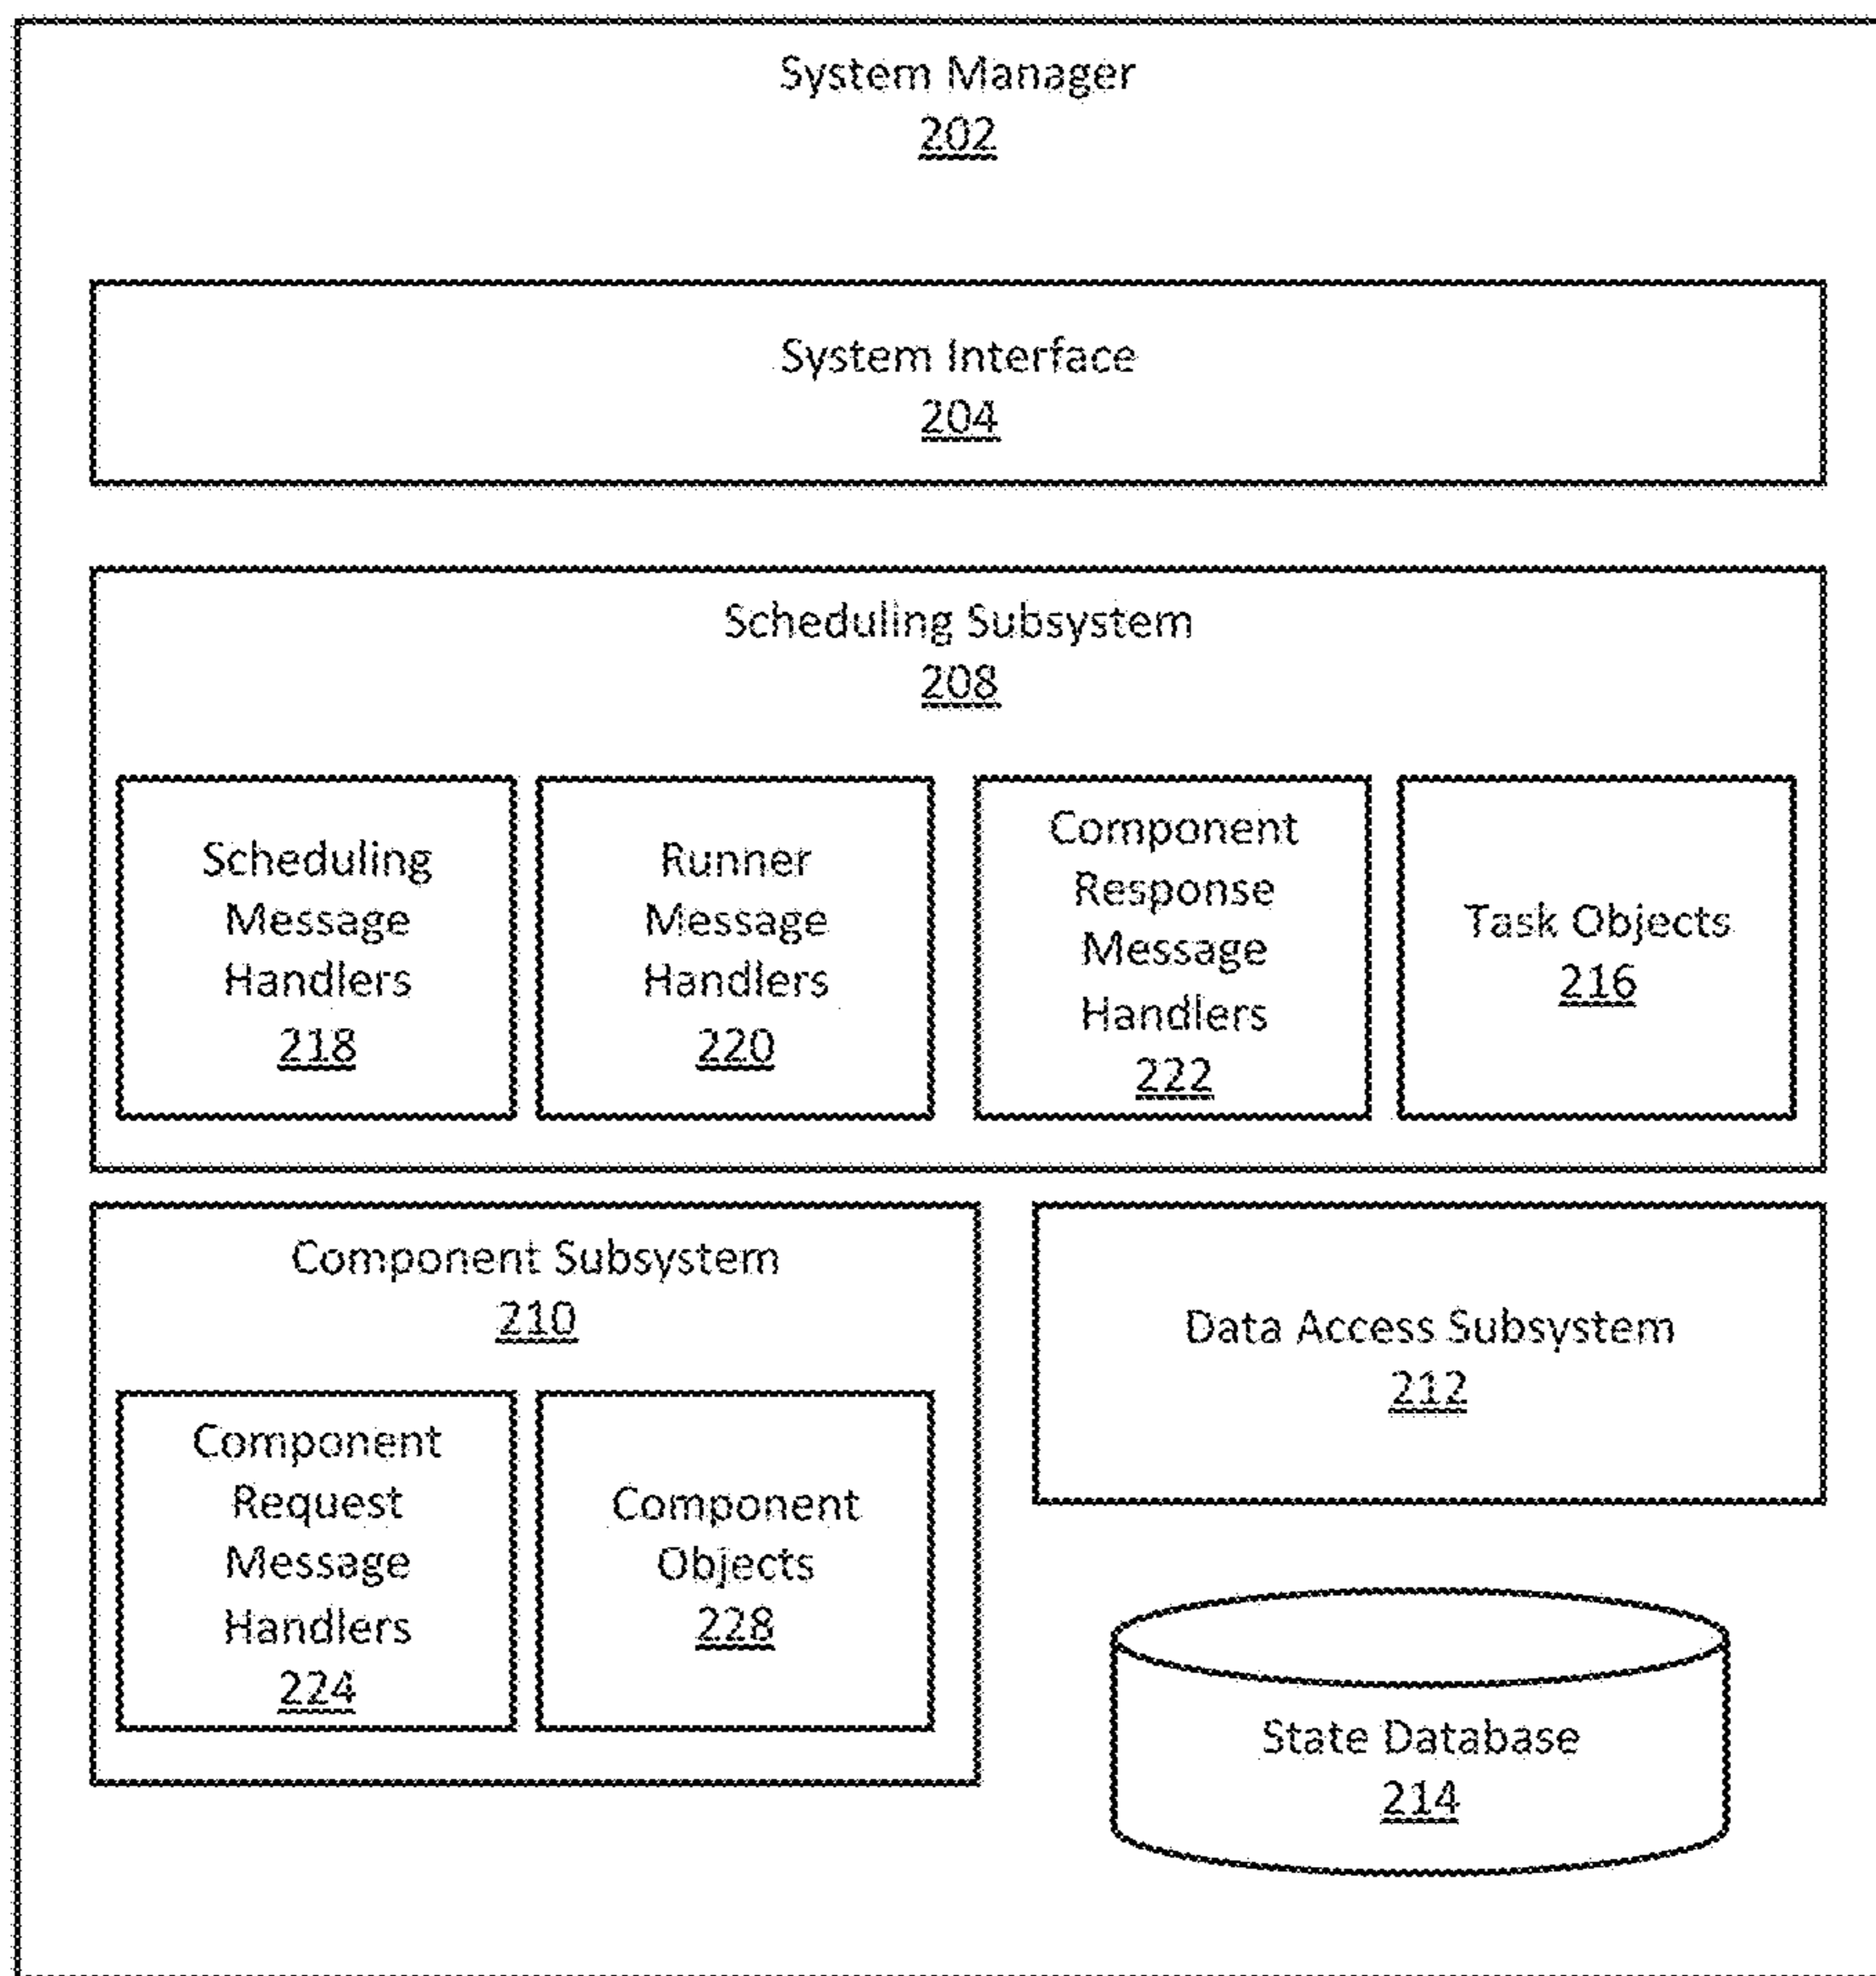 System Manager
202
System Interface
204
Scheduling Subsystem
208
Scheduling
Message
Handlers
218
Runner
Message
Handlers
220
Component
Response
Message
Handlers
222
Task Objects
216
Component Subsystem
210
Component
Request
Message
Handlers
224
Component
Objects
228
Data Access Subsystem
212
State Database
214